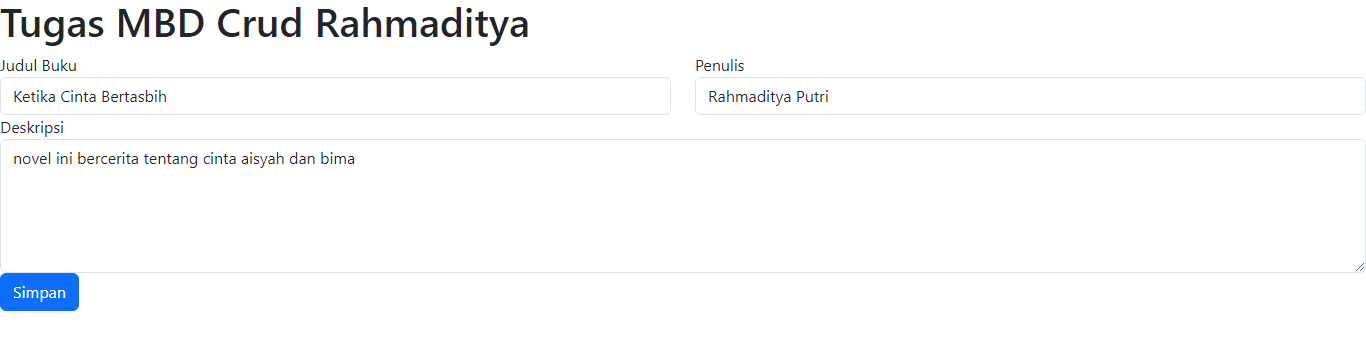 Tugas MBD Crud Rahmaditya
Judul Buku
Penulis
Ketika Cinta Bertasbih
Rahmaditya Putri
Deskripsi
novel ini bercerita tentang cinta aisyah dan bima
Simpan